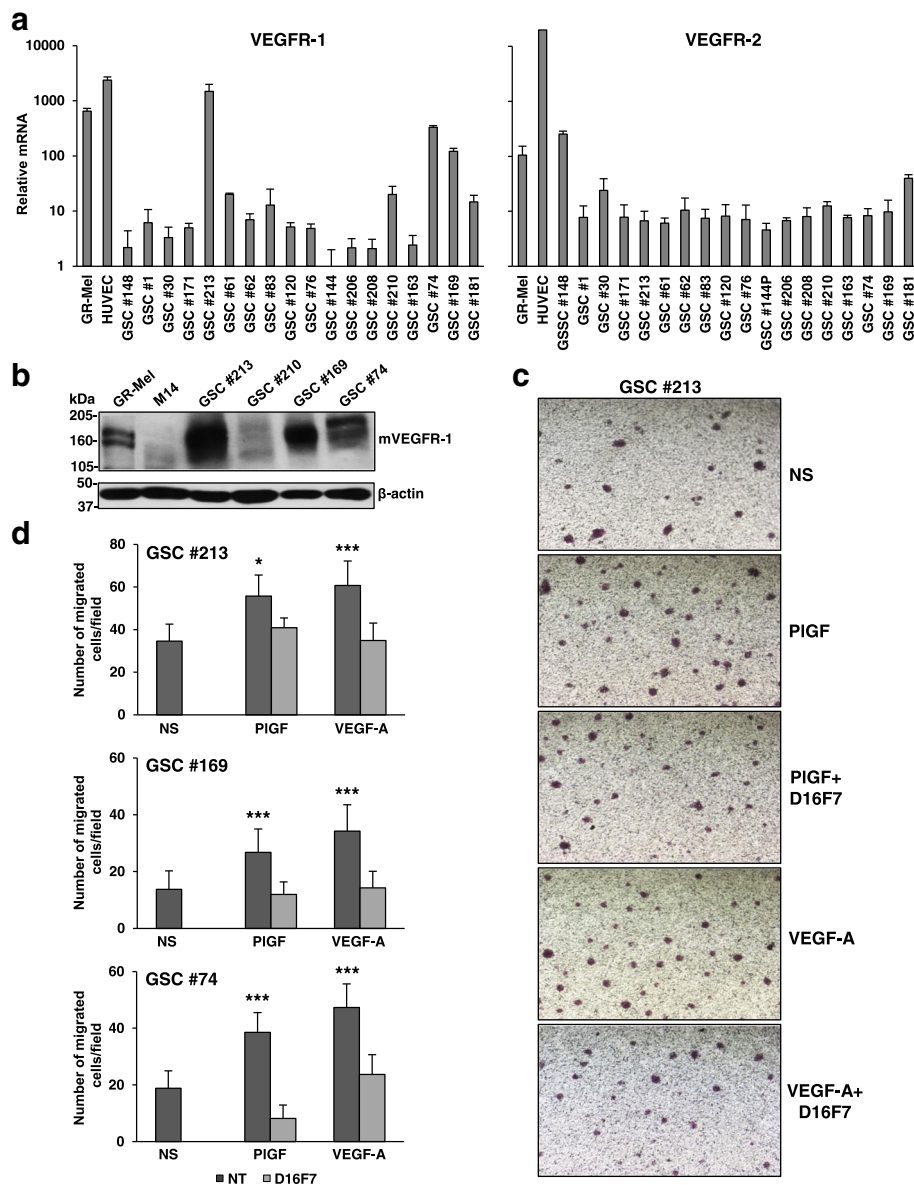 a
VEGFR-1
VEGFR-2
Relative mRNA
10000
1000
100
10
1
GR-Mel
HUVEC
GSC #148
GSC #1
GSC #30
GSC #171
GSC #213
GSC #61
GSC #62
GSC #83
GSC #120
GSC #76
GSC #144
GSC #206
GSC #208
GSC #210
GSC #163
GSC #74
GSC #169
GSC #181
GR-Mel
HUVEC
GSSC #148
GSC #1
GSC #30
GSC #171
GSC #213
GSC #61
GSC #62
GSC #83
GSC #120
GSC #76
GSC #144P
GSC #206
GSC #208
GSC #210
GSC #163
GSC #74
GSC #169
GSC #181
b
kDa
GR-Mel
M14
GSC #213
GSC #210
GSC #169
GSC #74
205-
160-
105-
mVEGFR-1
50-
37-
β-actin
c
GSC #213
NS
PlGF
PlGF+
D16F7
VEGF-A
VEGF-A+
D16F7
d
GSC #213
Number of migrated
cells/field
80
60
40
20
0
*
***
NS
PlGF
VEGF-A
GSC #169
Number of migrated
cells/field
60
40
20
0
***
***
NS
PlGF
VEGF-A
GSC #74
Number of migrated
cells/field
60
40
20
0
***
***
NS
PlGF
VEGF-A
NT
D16F7